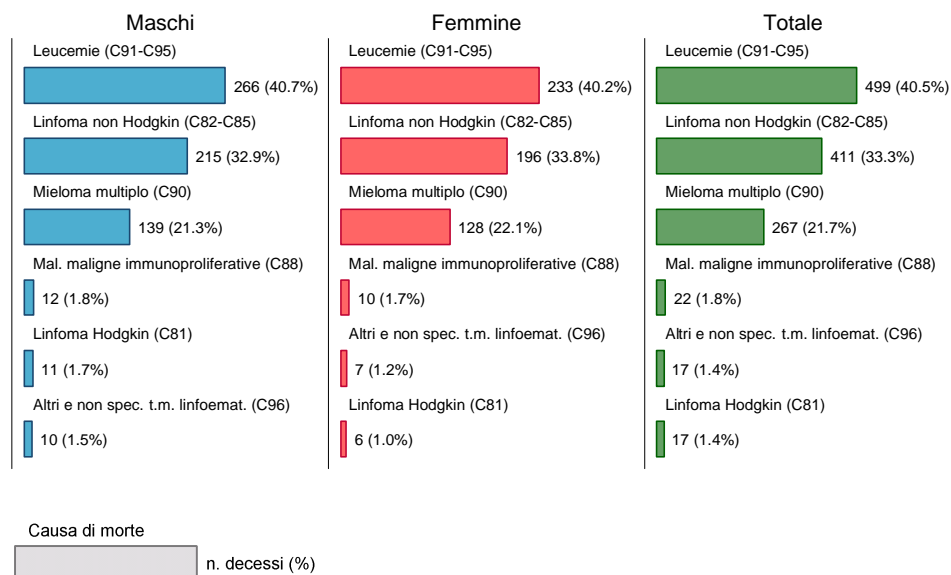 Maschi
Leucemie (C91-C95)
266 (40.7%)
Linfoma non Hodgkin (C82-C85)
215 (32.9%)
Mieloma multiplo (C90)
139 (21.3%)
Mal. maligne immunoproliferative (C88)
12 (1.8%)
Linfoma Hodgkin (C81)
11 (1.7%)
Altri e non spec. t.m. linfoemat. (C96)
10 (1.5%)
Femmine
Leucemie (C91-C95)
233 (40.2%)
Linfoma non Hodgkin (C82-C85)
196 (33.8%)
Mieloma multiplo (C90)
128 (22.1%)
Mal. maligne immunoproliferative (C88)
10 (1.7%)
Altri e non spec. t.m. linfoemat. (C96)
7 (1.2%)
Linfoma Hodgkin (C81)
6 (1.0%)
Totale
Leucemie (C91-C95)
499 (40.5%)
Linfoma non Hodgkin (C82-C85)
411 (33.3%)
Mieloma multiplo (C90)
267 (21.7%)
Mal. maligne immunoproliferative (C88)
22 (1.8%)
Altri e non spec. t.m. linfoemat. (C96)
17 (1.4%)
Linfoma Hodgkin (C81)
17 (1.4%)
Causa di morte
n. decessi (%)